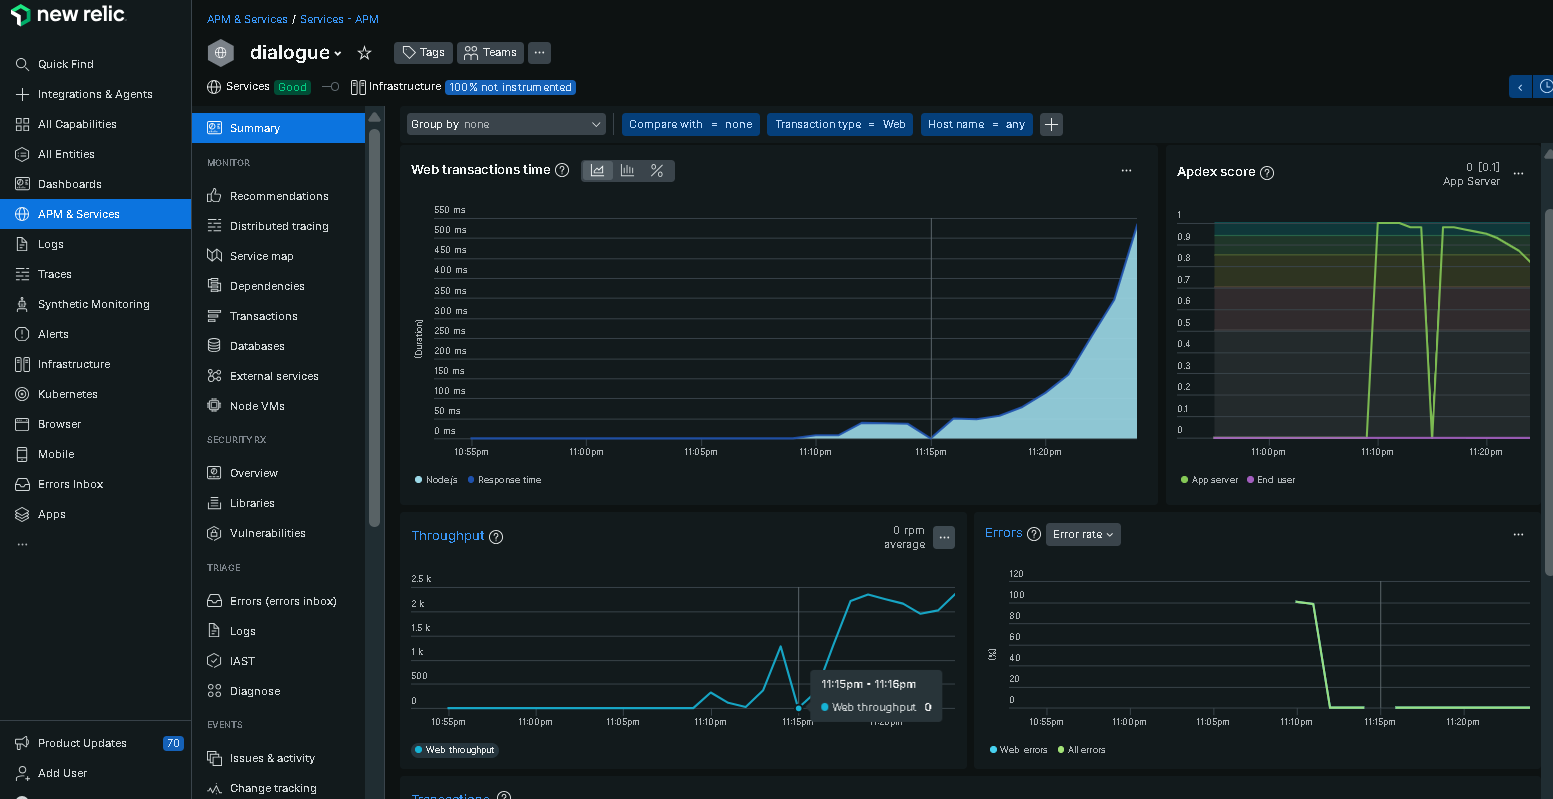 new relic
Quick Find
Integrations & Agents
All Capabilities
All Entities
Dashboards
APM & Services
Logs
Traces
Synthetic Monitoring
Alerts
Infrastructure
Kubernetes
Browser
Mobile
Errors Inbox
Apps
...
Product Updates 70
Add User
APM & Services / Services - APM
dialogue
Tags
Teams
...
Services Good
Infrastructure 100% not instrumented
Summary
MONITOR
Recommendations
Distributed tracing
Service map
Dependencies
Transactions
Databases
External services
Node VMs
SECURITY RX
Overview
Libraries
Vulnerabilities
TRIAGE
Errors (errors inbox)
Logs
IAST
Diagnose
EVENTS
Issues & activity
Change tracking
Group by none
Compare with = none
Transaction type = Web
Host name = any
Web transactions time ?
...
(Duration)
550 ms
500 ms
450 ms
400 ms
350 ms
300 ms
250 ms
200 ms
150 ms
100 ms
50 ms
0 ms
10:55pm 11:00pm 11:05pm 11:10pm 11:15pm 11:20pm
Node.js Response time
Apdex score ?
0 [0.1]
App Server
...
1
0.9
0.8
0.7
0.6
0.5
0.4
0.3
0.2
0.1
0
11:00pm 11:10pm 11:20pm
App server End user
Throughput ?
0 rpm
average
...
2.5 k
2 k
1.5 k
1 k
500
0
10:55pm 11:00pm 11:05pm 11:10pm 11:15pm 11:20pm
11:15pm - 11:16pm
Web throughput 0
Web throughput
Errors ? Error rate
...
(%)
120
100
80
60
40
20
0
10:55pm 11:00pm 11:05pm 11:10pm 11:15pm 11:20pm
Web errors All errors
Transactions ?